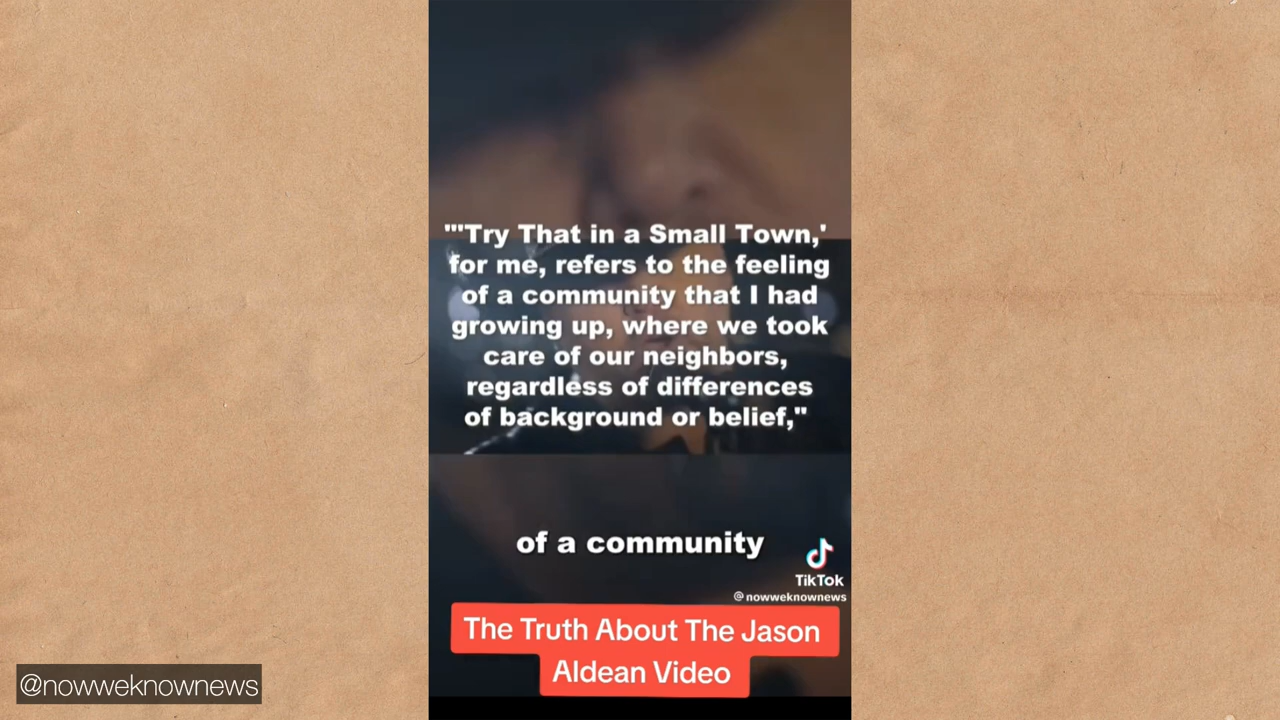 "'Try That in a Small Town,'
for me, refers to the feeling
of a community that I had
growing up, where we took
care of our neighbors,
regardless of differences
of background or belief,"
of a community
TikTok
@nowweknownews
The Truth About The Jason
Aldean Video
@nowweknownews